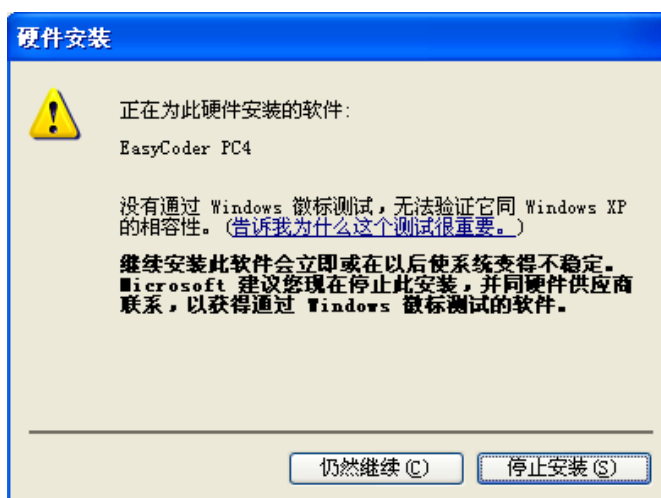 硬件安装
正在为此硬件安装的软件:
EasyCoder PC4
没有通过 Windows 徽标测试，无法验证它同 Windows XP
的相容性。(告诉我为什么这个测试很重要。)
继续安装此软件会立即或在以后使系统变得不稳定。
Microsoft 建议您现在停止此安装，并同硬件供应商
联系，以获得通过 Windows 徽标测试的软件。
仍然继续(C)
停止安装(S)